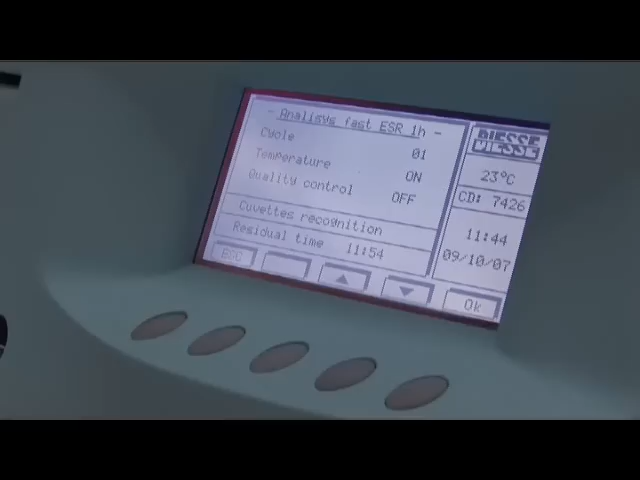 - Analisys fast ESR 1h -
Cycle 01
Temperature ON
Quality control OFF
Cuvettes recognition
Residual time 11:54
DIESSE
23°C
CD: 7426
11:44
09/10/07
Ok